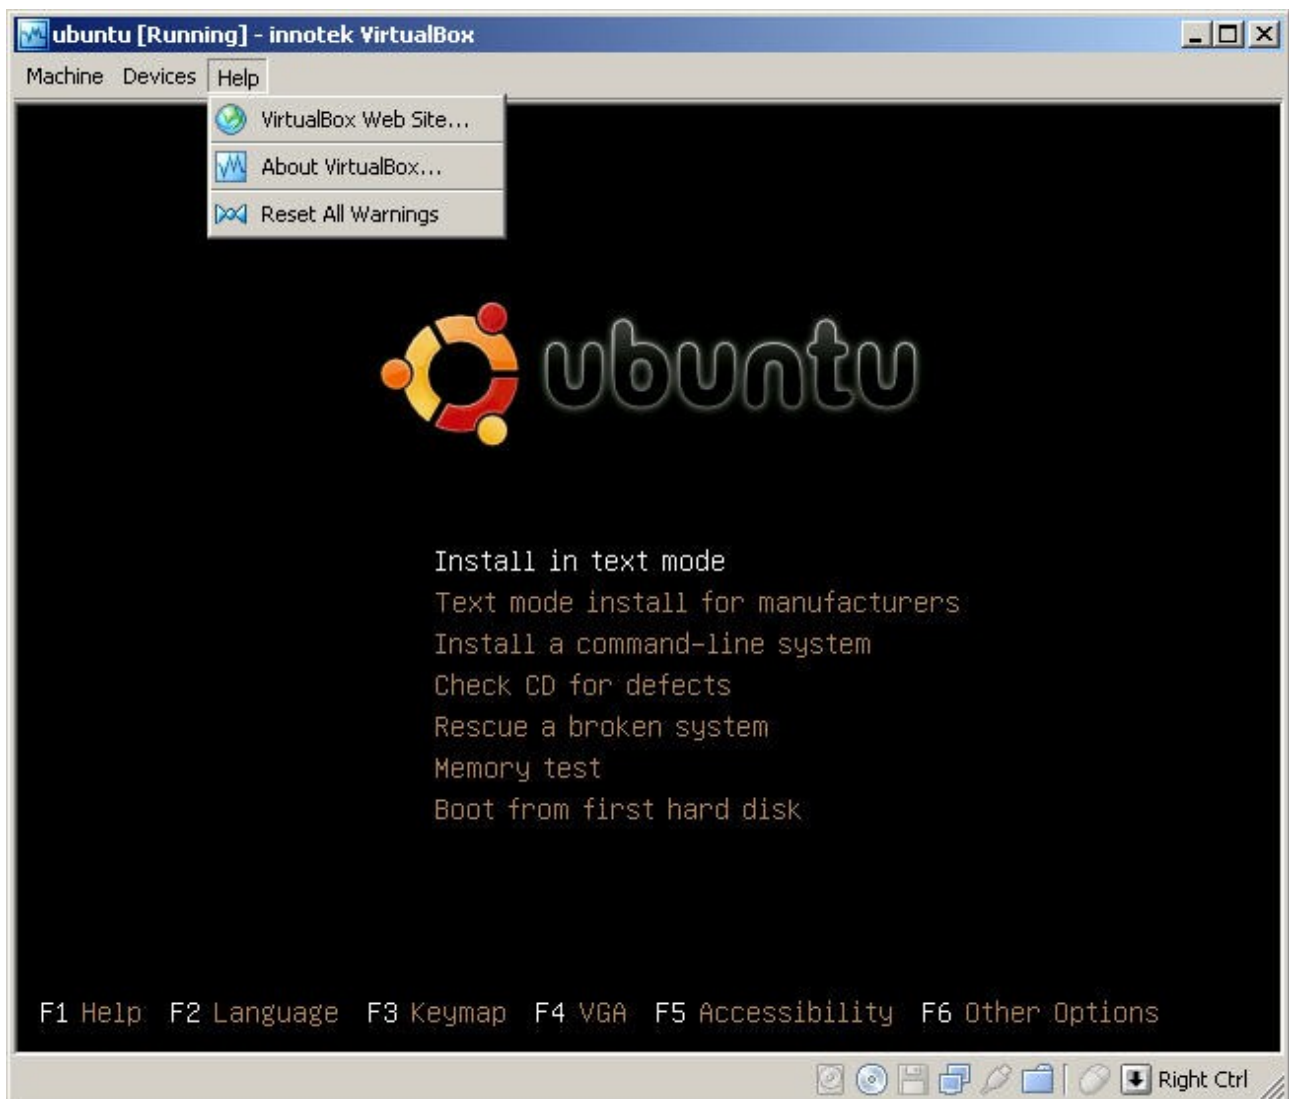 ubuntu [Running] - innotek VirtualBox
Machine Devices Help
VirtualBox Web Site...
About VirtualBox...
Reset All Warnings
ubuntu
Install in text mode
Text mode install for manufacturers
Install a command-line system
Check CD for defects
Rescue a broken system
Memory test
Boot from first hard disk
F1 Help F2 Language F3 Keymap F4 VGA F5 Accessibility F6 Other Options
Right Ctrl